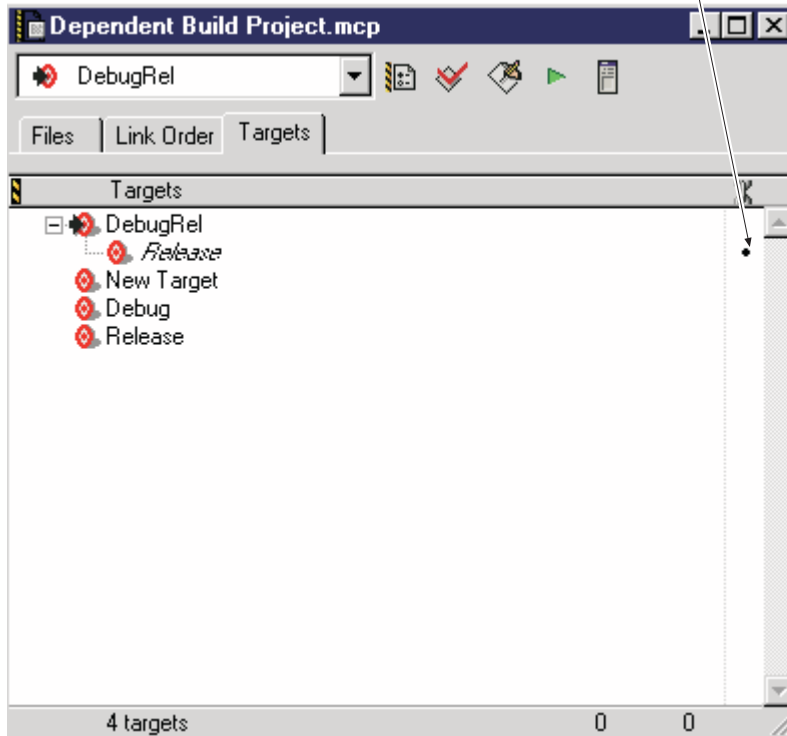 Dependent Build Project.mcp
DebugRel
Files Link Order Targets
Targets
DebugRel
Release
New Target
Debug
Release
4 targets 0 0